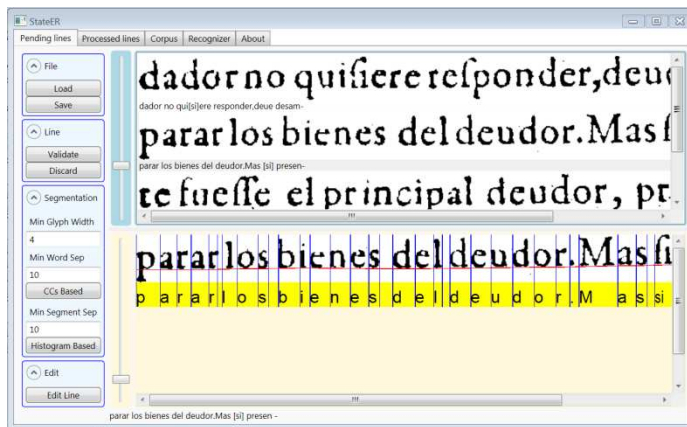 StateER
Pending lines Processed lines Corpus Recognizer About
File
Load
Save
Line
Validate
Discard
Segmentation
Min Glyph Width
4
Min Word Sep
10
CCs Based
Min Segment Sep
10
Histogram Based
Edit
Edit Line
dador no quiſiere reſponder,deue
dador no qui[si]ere responder,deue desam-
parar los bienes del deudor.Mas ſ
parar los bienes del deudor.Mas [si] presen-
te fueſſe el principal deudor, pr
parar los bienes del deudor.Mas ſi
p a r a r l o s b i e n e s d e l d e u d o r . M a s si
parar los bienes del deudor.Mas [si] presen -